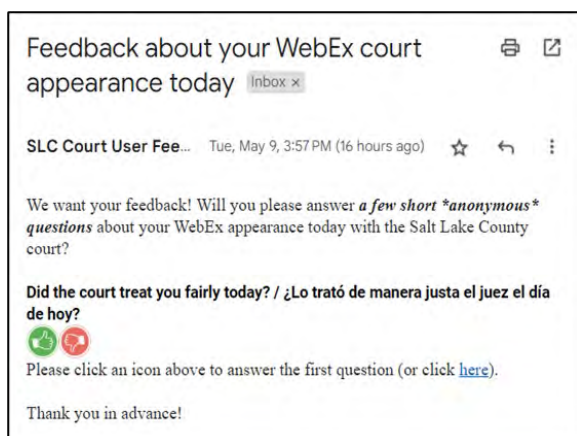 Feedback about your WebEx court
appearance today Inbox ×
SLC Court User Fee... Tue, May 9, 3:57 PM (16 hours ago)
We want your feedback! Will you please answer a few short *anonymous*
questions about your WebEx appearance today with the Salt Lake County
court?
Did the court treat you fairly today? / ¿Lo trató de manera justa el juez el día
de hoy?
Please click an icon above to answer the first question (or click here).
Thank you in advance!